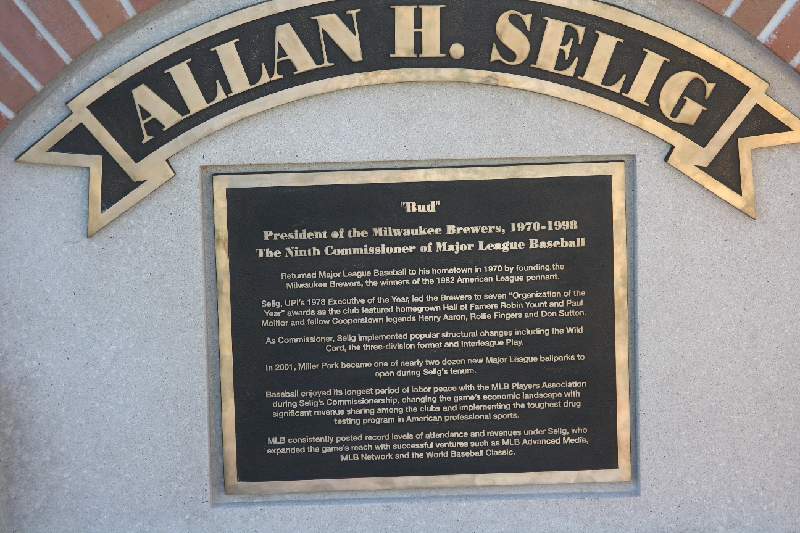 ALLAN H. SELIG
"Bud"
President of the Milwaukee Brewers, 1970-1998
The Ninth Commissioner of Major League Baseball
Returned Major League Baseball to his hometown in 1970 by founding the
Milwaukee Brewers, the winners of the 1982 American League pennant.
Selig, UPI's 1978 Executive of the Year, led the Brewers to seven "Organization of the
Year" awards as the club featured homegrown Hall of Famers Robin Yount and Paul
Molitor and fellow Cooperstown legends Henry Aaron, Rollie Fingers and Don Sutton.
As Commissioner, Selig implemented popular structural changes including the Wild
Card, the three-division format and Interleague Play.
In 2001, Miller Park became one of nearly two dozen new Major League ballparks to
open during Selig's tenure.
Baseball enjoyed its longest period of labor peace with the MLB Players Association
during Selig's Commissionership, changing the game's economic landscape with
significant revenue sharing among the clubs and implementing the toughest drug
testing program in American professional sports.
MLB consistently posted record levels of attendance and revenues under Selig, who
expanded the game's reach with successful ventures such as MLB Advanced Media,
MLB Network and the World Baseball Classic.